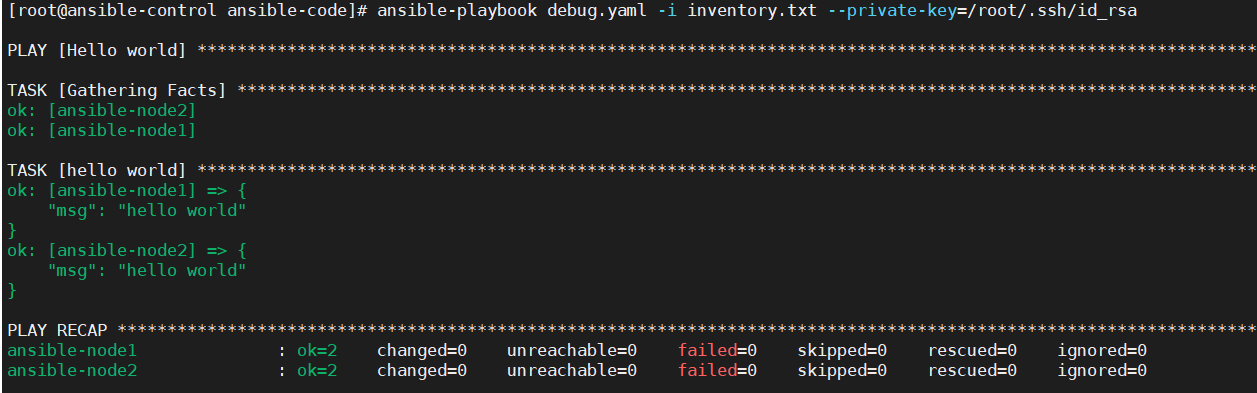 [root@ansible-control ansible-code]# ansible-playbook debug.yaml -i inventory.txt --private-key=/root/.ssh/id_rsa
PLAY [Hello world] **********************************************************************************************************
TASK [Gathering Facts] ******************************************************************************************************
ok: [ansible-node2]
ok: [ansible-node1]
TASK [hello world] **********************************************************************************************************
ok: [ansible-node1] => {
    "msg": "hello world"
}
ok: [ansible-node2] => {
    "msg": "hello world"
}
PLAY RECAP ******************************************************************************************************************
ansible-node1              : ok=2    changed=0    unreachable=0    failed=0    skipped=0    rescued=0    ignored=0
ansible-node2              : ok=2    changed=0    unreachable=0    failed=0    skipped=0    rescued=0    ignored=0